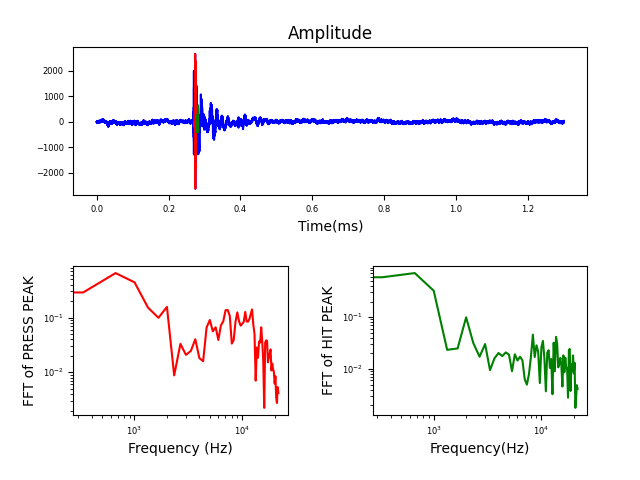 Amplitude
2000
1000
0
−1000
−2000
0.0 0.2 0.4 0.6 0.8 1.0 1.2
Time(ms)
FFT of PRESS PEAK
10⁻¹
10⁻²
10³ 10⁴
Frequency (Hz)
FFT of HIT PEAK
10⁻¹
10⁻²
10³ 10⁴
Frequency(Hz)